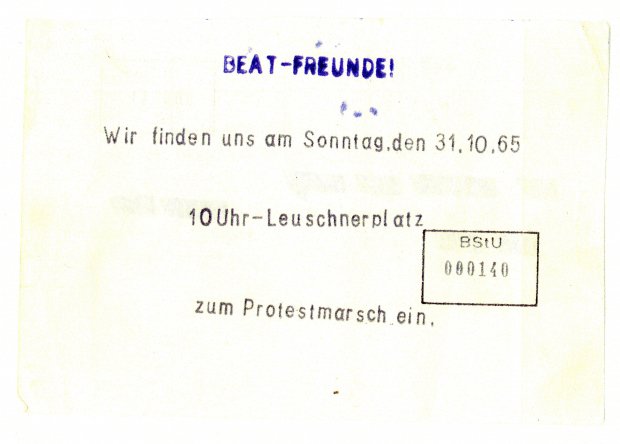 BEAT-FREUNDE!
Wir finden uns am Sonntag,den 31.10.65
10Uhr-Leuschnerplatz
BStU
000140
zum Protestmarsch ein.